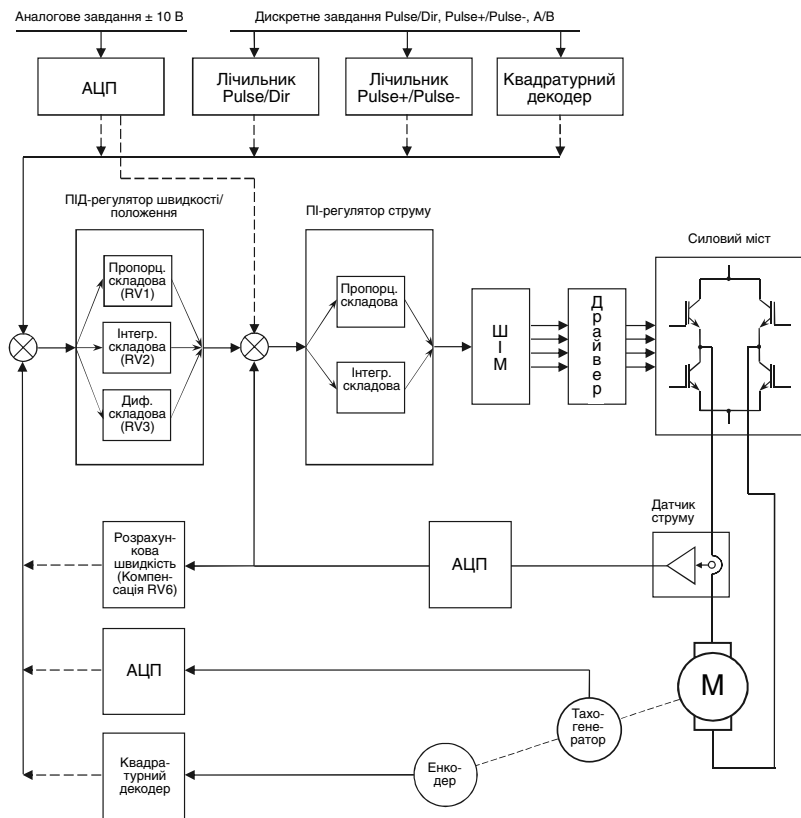 Аналогове завдання ± 10 В
Дискретне завдання Pulse/Dir, Pulse+/Pulse-, A/B
АЦП
Лічильник
Pulse/Dir
Лічильник
Pulse+/Pulse-
Квадратурний
декодер
ПІД-регулятор швидкості/
положення
ПІ-регулятор струму
Силовий міст
Пропорц.
складова
(RV1)
Інтегр.
складова
(RV2)
Диф.
складова
(RV3)
Пропорц.
складова
Інтегр.
складова
ШІМ
Драйвер
Датчик
струму
Розрахун-
кова
швидкість
(Компен-
сація RV6)
АЦП
АЦП
М
Тахо-
гене-
ратор
Енко-
дер
Квадра-
турний
декодер